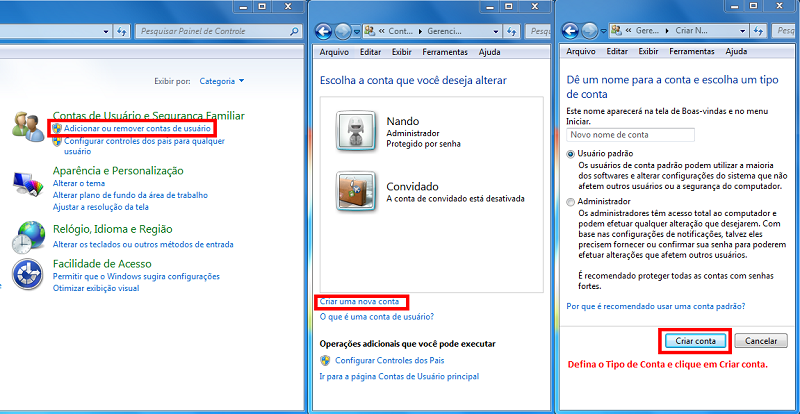 Pesquisar Painel de Controle
Exibir por: Categoria
Contas de Usuário e Segurança Familiar
Adicionar ou remover contas de usuário
Configurar controles dos pais para qualquer
usuário
Aparência e Personalização
Alterar o tema
Alterar plano de fundo da área de trabalho
Ajustar a resolução da tela
Relógio, Idioma e Região
Alterar os teclados ou outros métodos de entrada
Facilidade de Acesso
Permitir que o Windows sugira configurações
Otimizar exibição visual
« Cont... Gerenci...
Arquivo Editar Exibir Ferramentas Ajuda
Escolha a conta que você deseja alterar
Nando
Administrador
Protegido por senha
Convidado
A conta de convidado está desativada
Criar uma nova conta
O que é uma conta de usuário?
Operações adicionais que você pode executar
Configurar Controles dos Pais
Ir para a página Contas de Usuário principal
« Gere... Criar N... Pesqu
Arquivo Editar Exibir Ferramentas Ajuda
Dê um nome para a conta e escolha um tipo
de conta
Este nome aparecerá na tela de Boas-vindas e no menu
Iniciar.
Novo nome de conta
Usuário padrão
Os usuários de conta padrão podem utilizar a maioria
dos softwares e alterar configurações do sistema que não
afetem outros usuários ou a segurança do computador.
Administrador
Os administradores têm acesso total ao computador e
podem efetuar qualquer alteração que desejarem. Com
base nas configurações de notificações, talvez eles
precisem fornecer ou confirmar sua senha para poderem
efetuar alterações que afetem outros usuários.
É recomendado proteger todas as contas com senhas
fortes.
Por que é recomendado usar uma conta padrão?
Criar conta Cancelar
Defina o Tipo de Conta e clique em Criar conta.